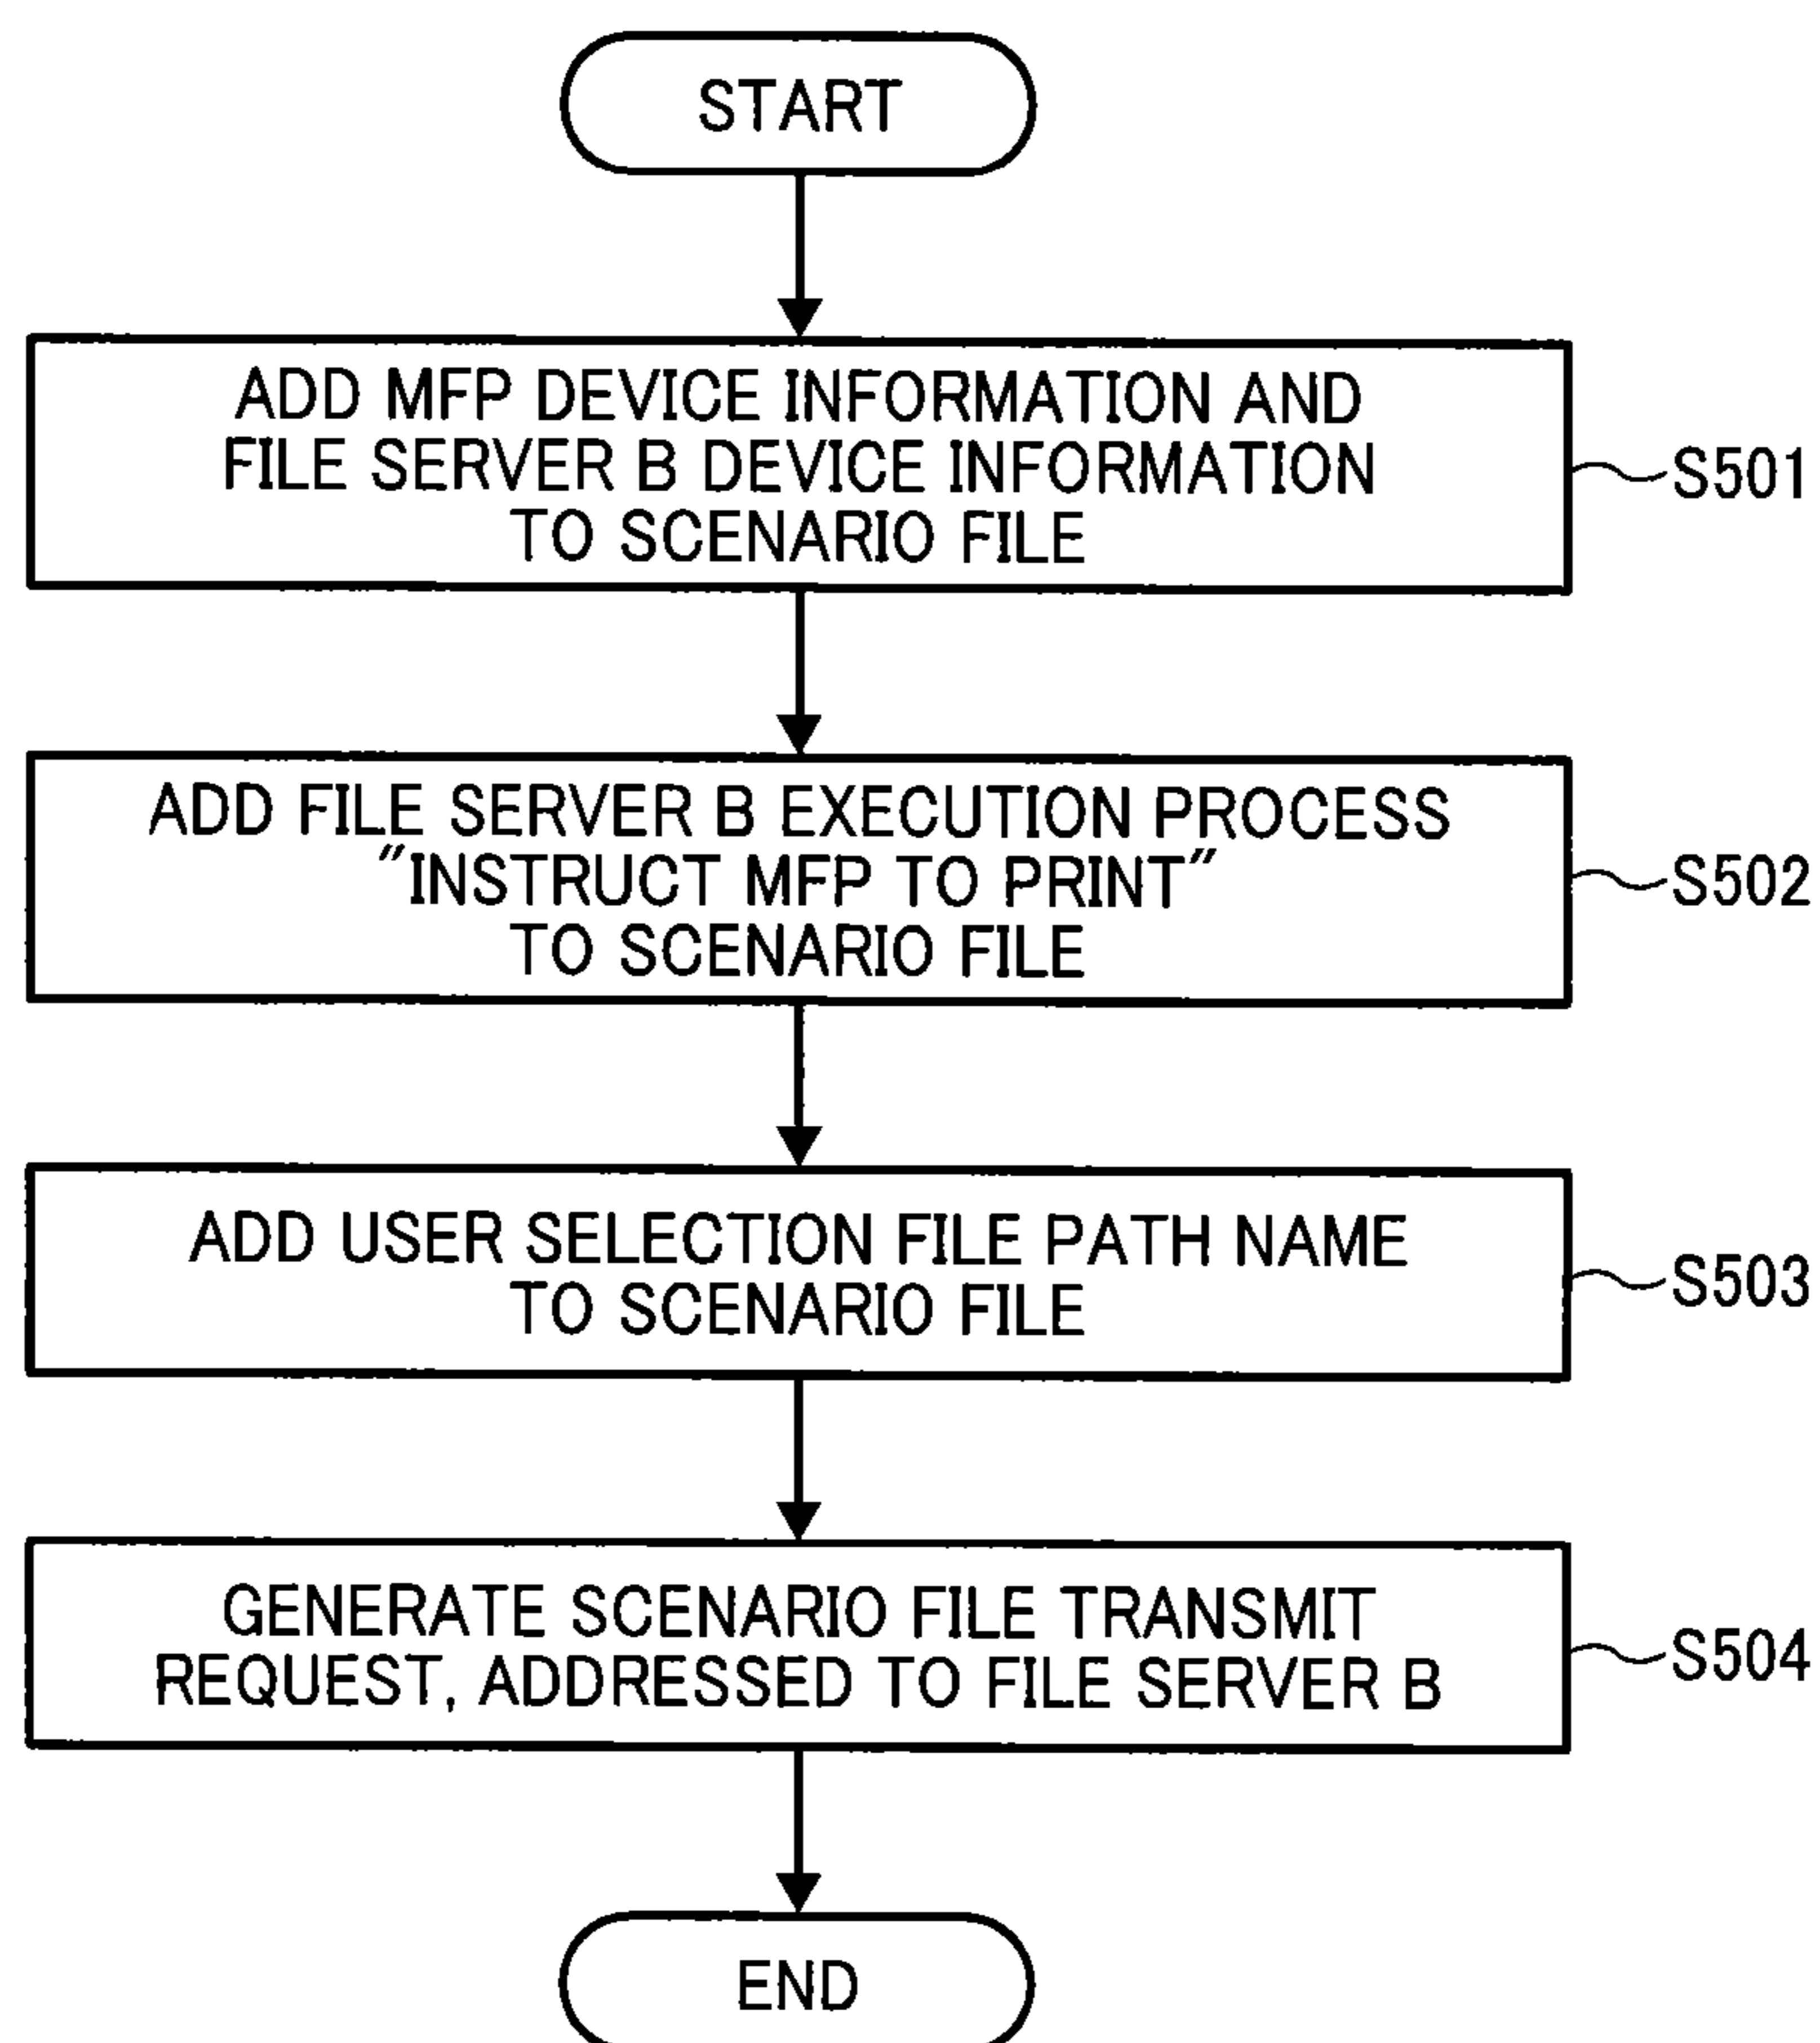 START
ADD MFP DEVICE INFORMATION AND
FILE SERVER B DEVICE INFORMATION
TO SCENARIO FILE
S501
ADD FILE SERVER B EXECUTION PROCESS
"INSTRUCT MFP TO PRINT"
TO SCENARIO FILE
S502
ADD USER SELECTION FILE PATH NAME
TO SCENARIO FILE
S503
GENERATE SCENARIO FILE TRANSMIT
REQUEST, ADDRESSED TO FILE SERVER B
S504
END